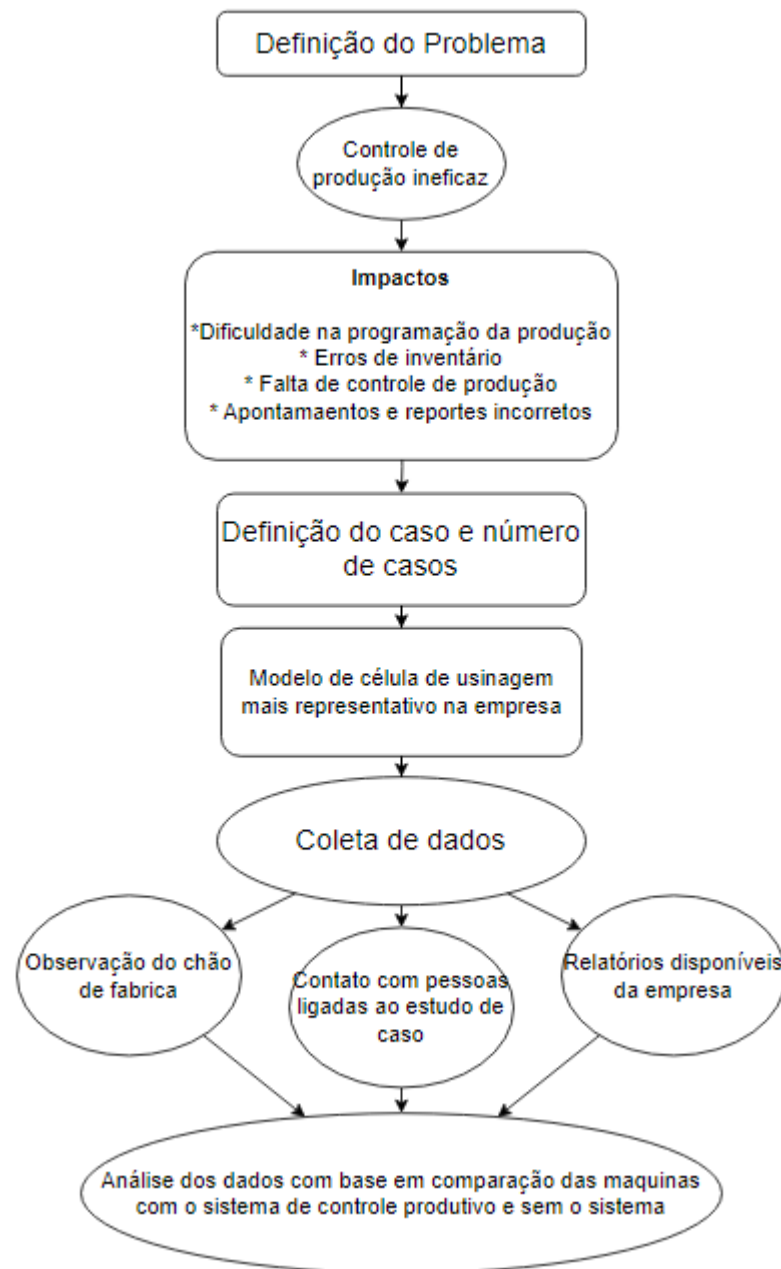 Definição do Problema
Controle de
produção ineficaz
Impactos
*Dificuldade na programação da produção
* Erros de inventário
* Falta de controle de produção
* Apontamaentos e reportes incorretos
Definição do caso e número
de casos
Modelo de célula de usinagem
mais representativo na empresa
Coleta de dados
Observação do chão
de fabrica
Contato com pessoas
ligadas ao estudo de
caso
Relatórios disponíveis
da empresa
Análise dos dados com base em comparação das maquinas
com o sistema de controle produtivo e sem o sistema